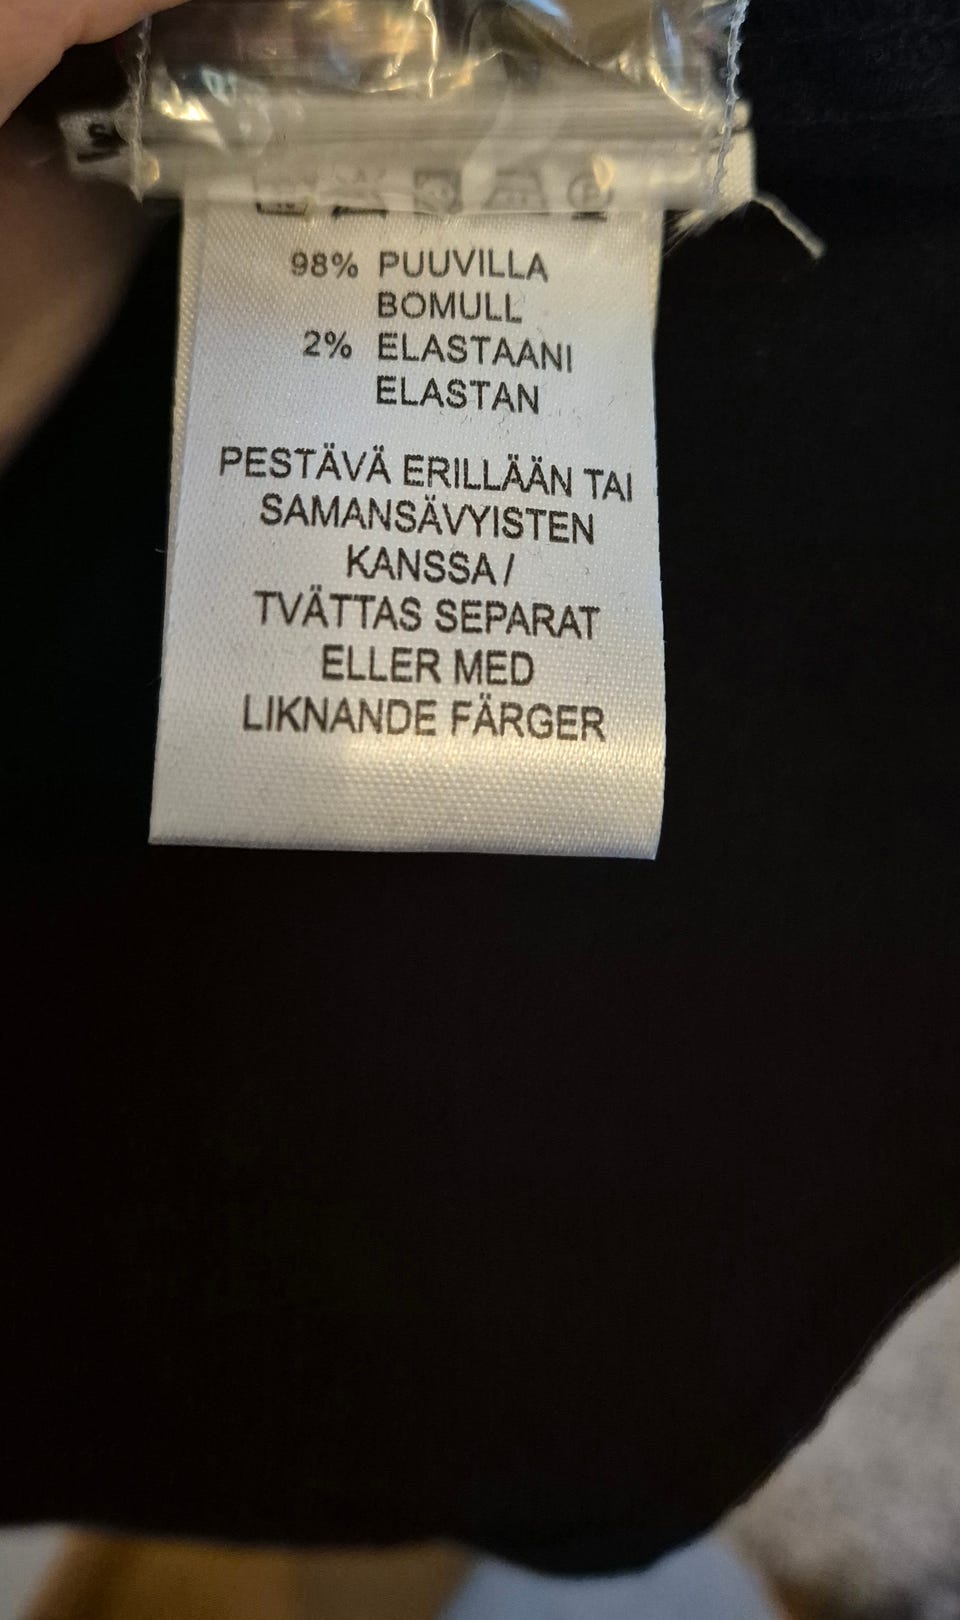 98% PUUVILLA
BOMULL
2% ELASTAANI
ELASTAN
PESTÄVÄ ERILLÄÄN TAI
SAMANSÄVYISTEN
KANSSA /
TVÄTTAS SEPARAT
ELLER MED
LIKNANDE FÄRGER